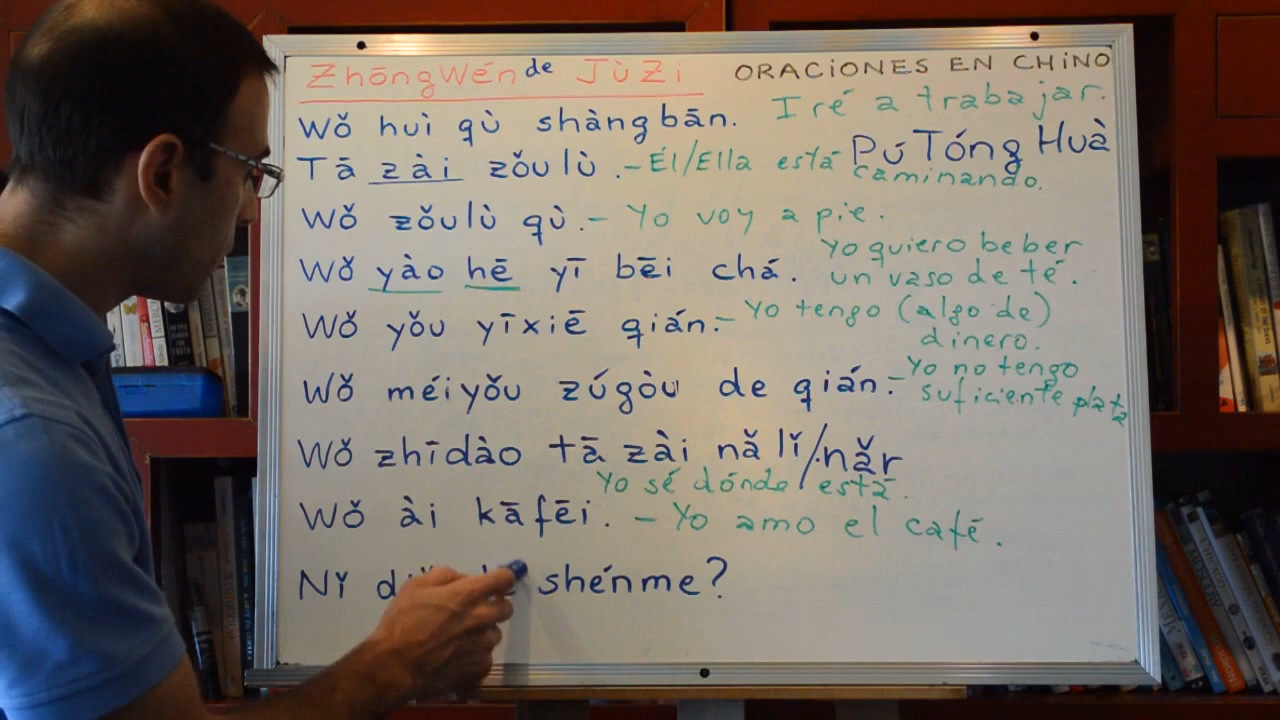 ZhōngWén de JùZi ORACIONES EN CHINO
Wǒ huì qù shàngbān. Iré a trabajar.
PúTóng Huà
Tā zài zǒulù. - Él/Ella está caminando.
Wǒ zǒulù qù. - Yo voy a pie.
Wǒ yào hē yī bēi chá. Yo quiero beber
un vaso de té.
Wǒ yǒu yīxiē qián. - Yo tengo (algo de)
dinero.
Wǒ méiyǒu zúgòu de qián. - Yo no tengo
suficiente plata
Wǒ zhīdào tā zài nǎ lǐ/nǎr
Yo sé dónde está.
Wǒ ài kāfēi. - Yo amo el café.
Nǐ shénme?